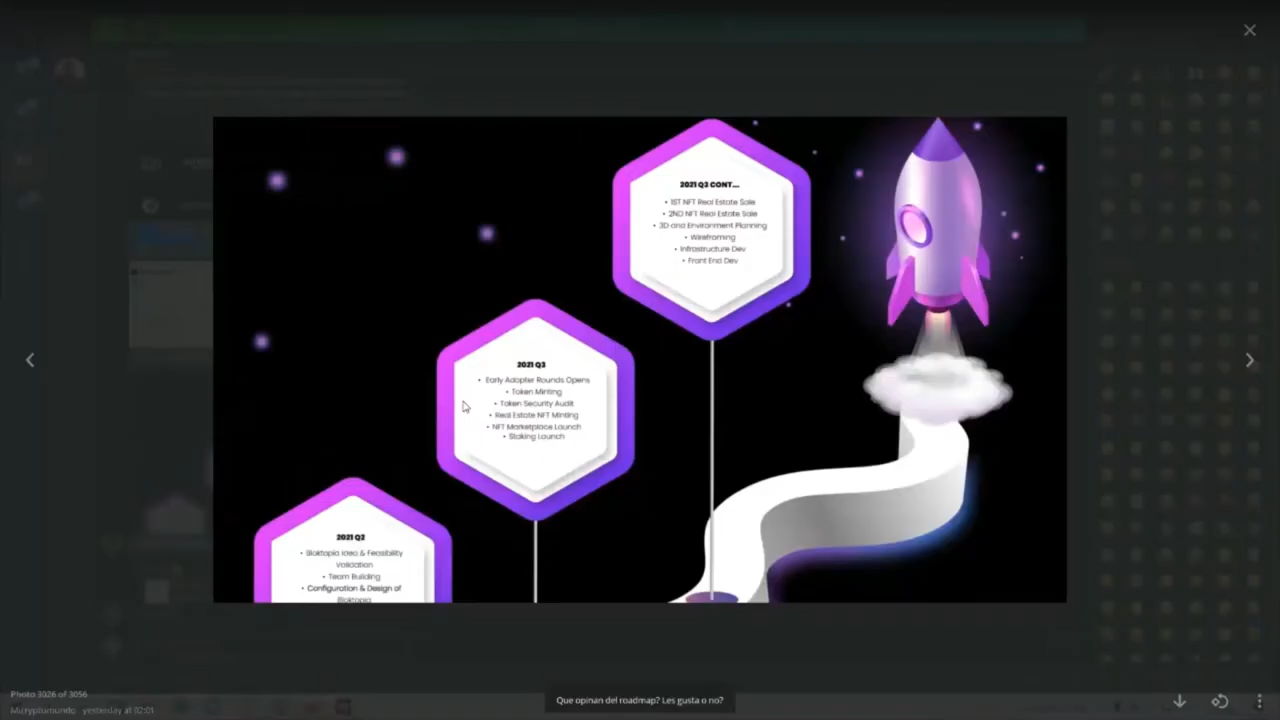 2021 Q3 CONT...
• 1ST NFT Real Estate Sale
• 2ND NFT Real Estate Sale
• 3D and Environment Planning
• Wireframing
• Infrastructure Dev
• Front End Dev
2021 Q3
• Early Adopter Rounds Opens
• Token Minting
• Token Security Audit
• Real Estate NFT Minting
• NFT Marketplace Launch
• Staking Launch
2021 Q2
• Bloktopia Idea & Feasibility
Validation
• Team Building
• Configuration & Design of
Bloktopia
Que opinan del roadmap? Les gusta o no?
Photo 3026 of 3056
Micryptomundo yesterday at 02:01